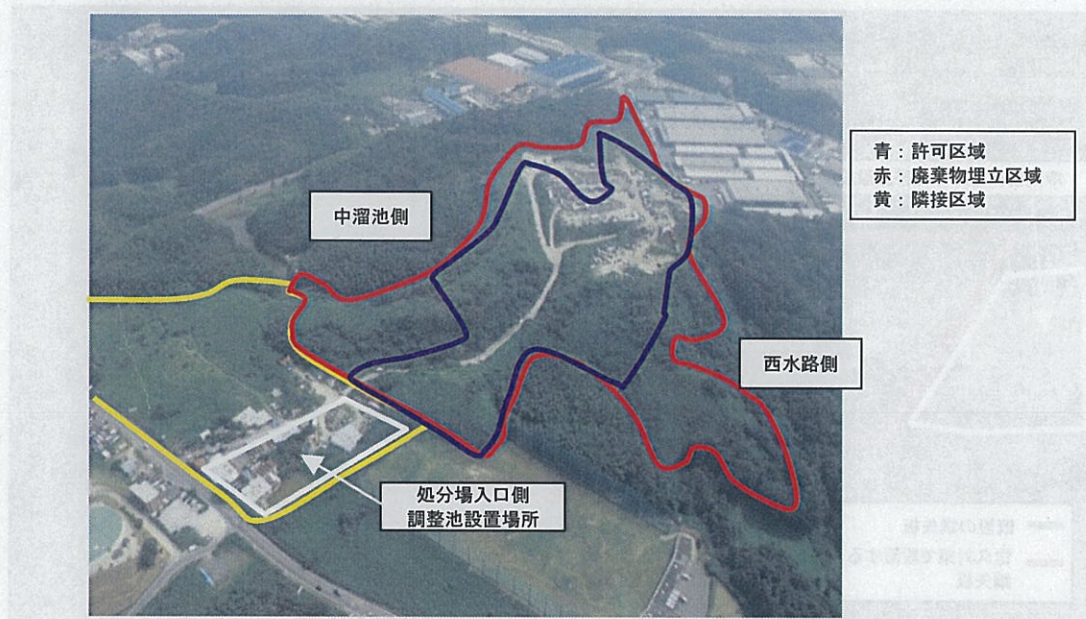 青：許可区域
赤：廃棄物埋立区域
黄：隣接区域
中溜池側
西水路側
処分場入口側
調整池設置場所